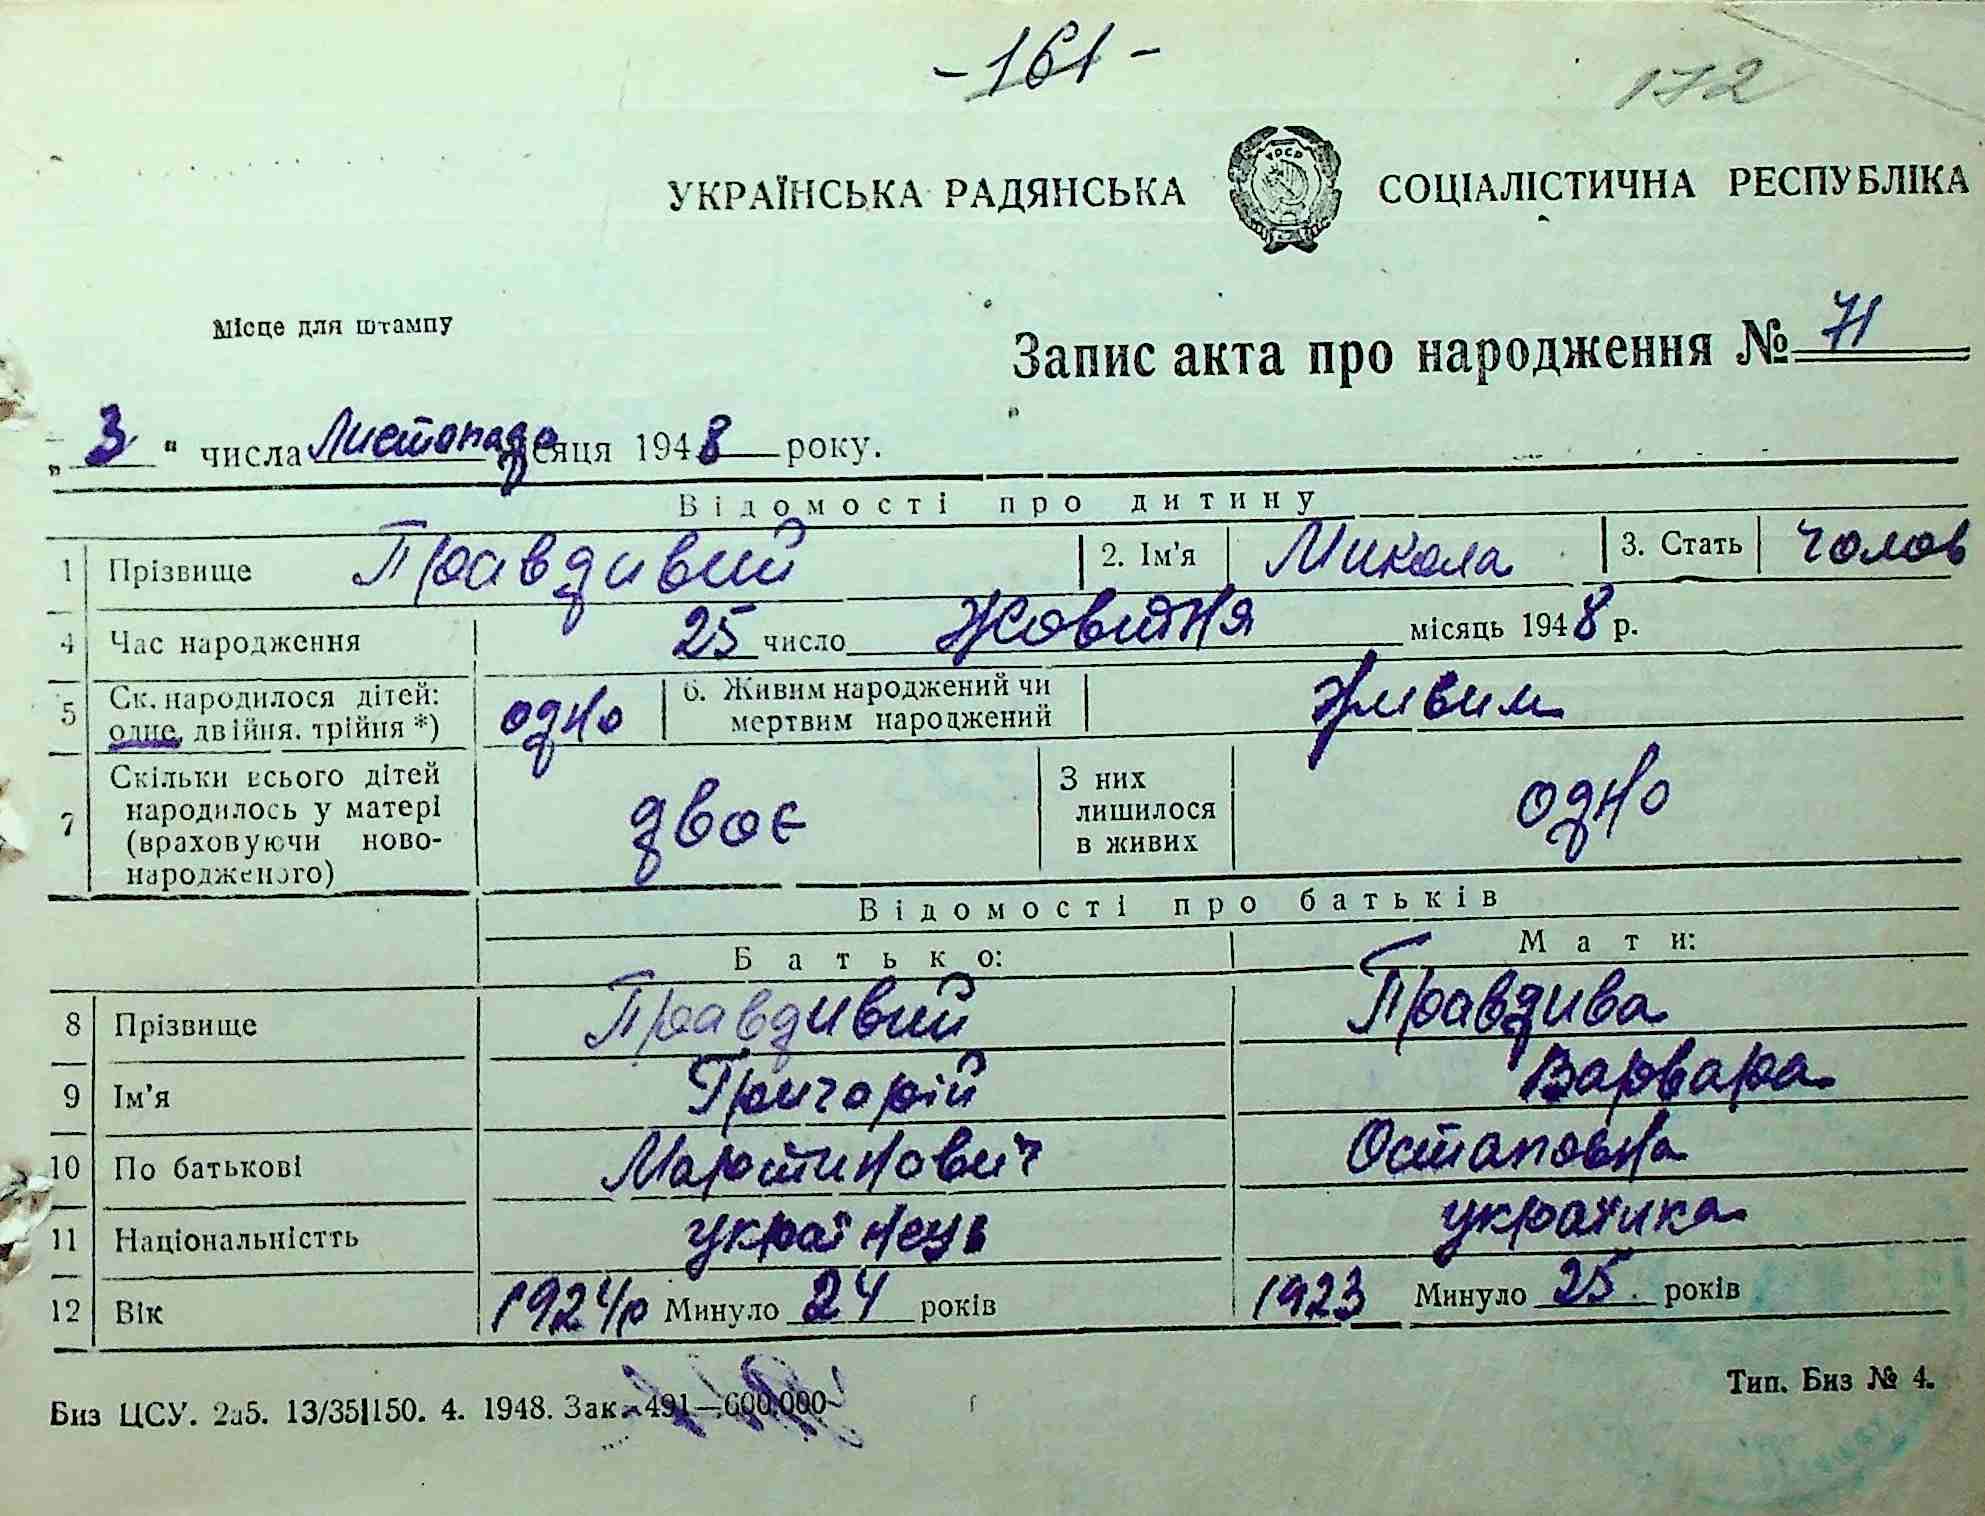 -161-
172
УКРАЇНСЬКА РАДЯНСЬКА СОЦІАЛІСТИЧНА РЕСПУБЛІКА
УРСР
Місце для штампу
Запис акта про народження № 71
„3" числа Листопада місяця 1948 року.
Відомості про дитину
1 Прізвище Правдивий 2. Ім'я Микола 3. Стать чолов
4 Час народження 25 число Жовтня місяць 1948 р.
5 Ск. народилося дітей: одне, двійня, трійня *) одно 6. Живим народжений чи мертвим народжений живим
7 Скільки всього дітей народилось у матері (враховуючи ново-народженого) двоє З них лишилося в живих одно
Відомості про батьків
Батько: Мати:
8 Прізвище Правдивий Правдива
9 Ім'я Григорій Варвара
10 По батькові Мартинович Остаповна
11 Національністть українець українка
12 Вік 1924р Минуло 24 років 1923 Минуло 25 років
Биз ЦСУ. 2а5. 13/35|150. 4. 1948. Зак. 491—600.000 Тип. Биз № 4.